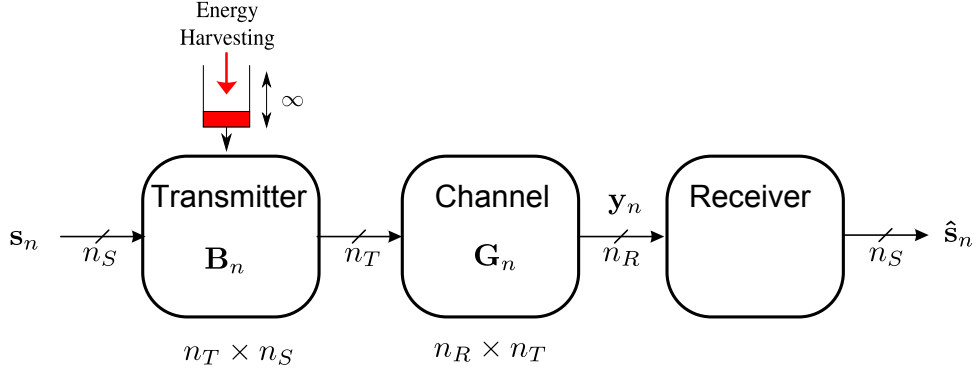 Energy
Harvesting
∞
Transmitter
Channel
Receiver
s_n
n_S
B_n
n_T
G_n
y_n
n_R
n_S
ŝ_n
n_T × n_S
n_R × n_T